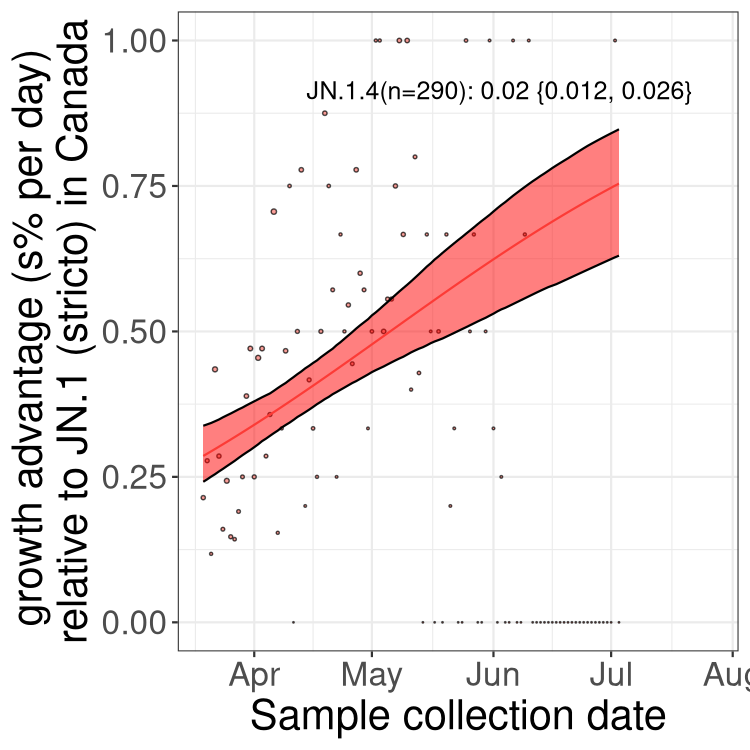 growth advantage (s% per day)
relative to JN.1 (stricto) in Canada
JN.1.4(n=290): 0.02 {0.012, 0.026}
1.00
0.75
0.50
0.25
0.00
Apr May Jun Jul Aug
Sample collection date